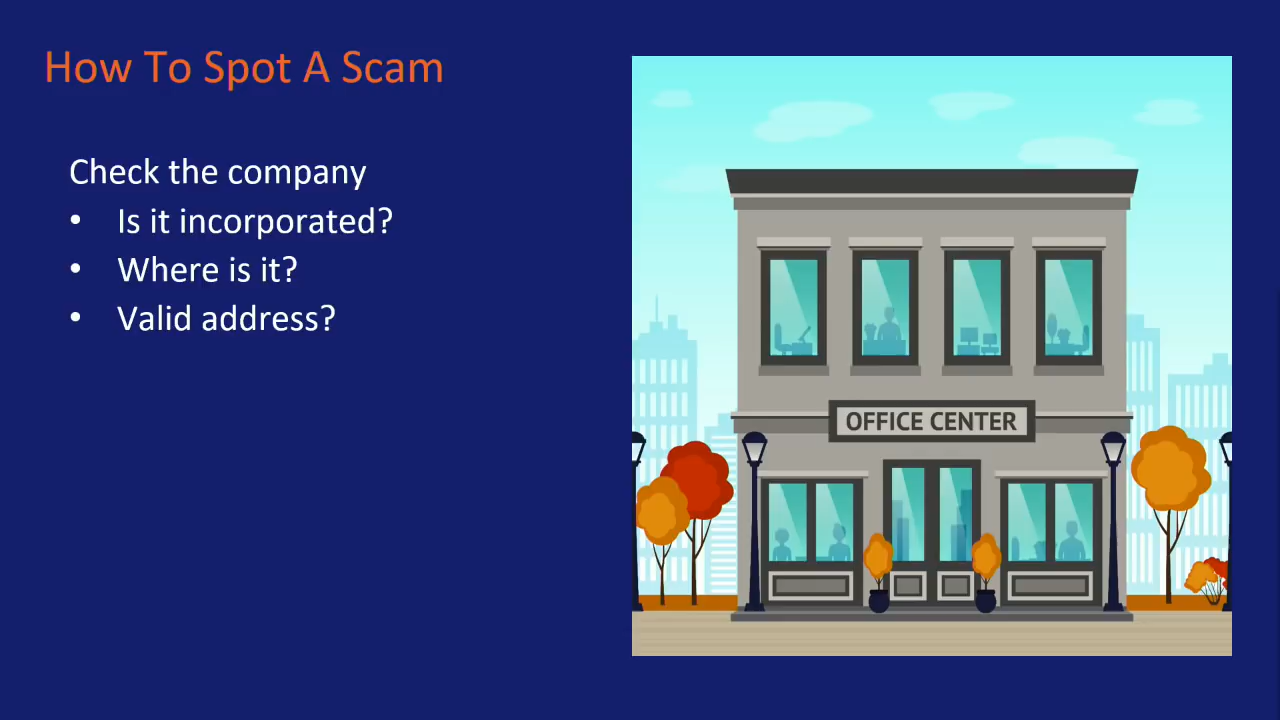 How To Spot A Scam
Check the company
• Is it incorporated?
• Where is it?
• Valid address?
OFFICE CENTER